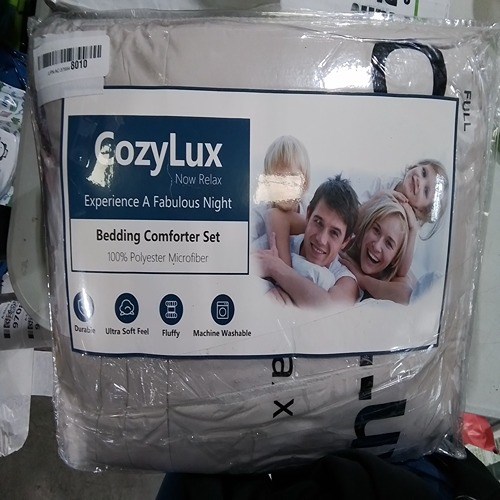 8010
FULL
CozyLux
Now Relax
Experience A Fabulous Night
Bedding Comforter Set
100% Polyester Microfiber
Durable
Ultra Soft Feel
Fluffy
Machine Washable